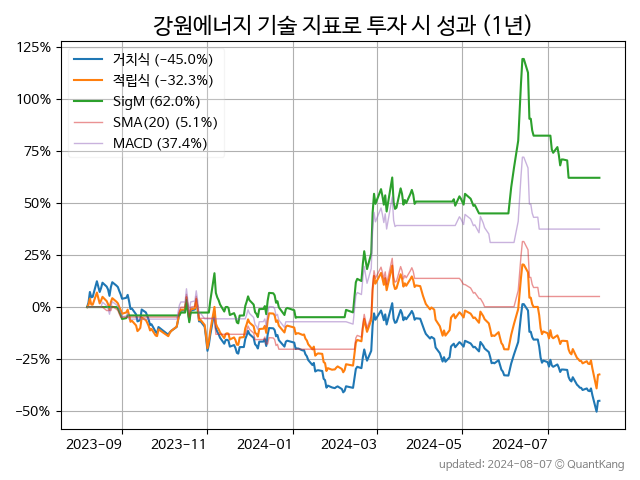 강원에너지 기술 지표로 투자 시 성과 (1년)
거치식 (−45.0%)
적립식 (−32.3%)
SigM (62.0%)
SMA(20) (5.1%)
MACD (37.4%)
125%
100%
75%
50%
25%
0%
−25%
−50%
2023-09
2023-11
2024-01
2024-03
2024-05
2024-07
updated: 2024-08-07 © QuantKang